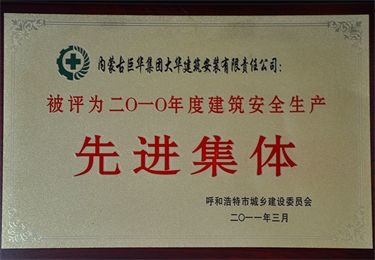 内蒙古巨华集团大华建筑安装有限责任公司：
被评为二〇一〇年度建筑安全生产
先进集体
呼和浩特市城乡建设委员会
二〇一一年三月